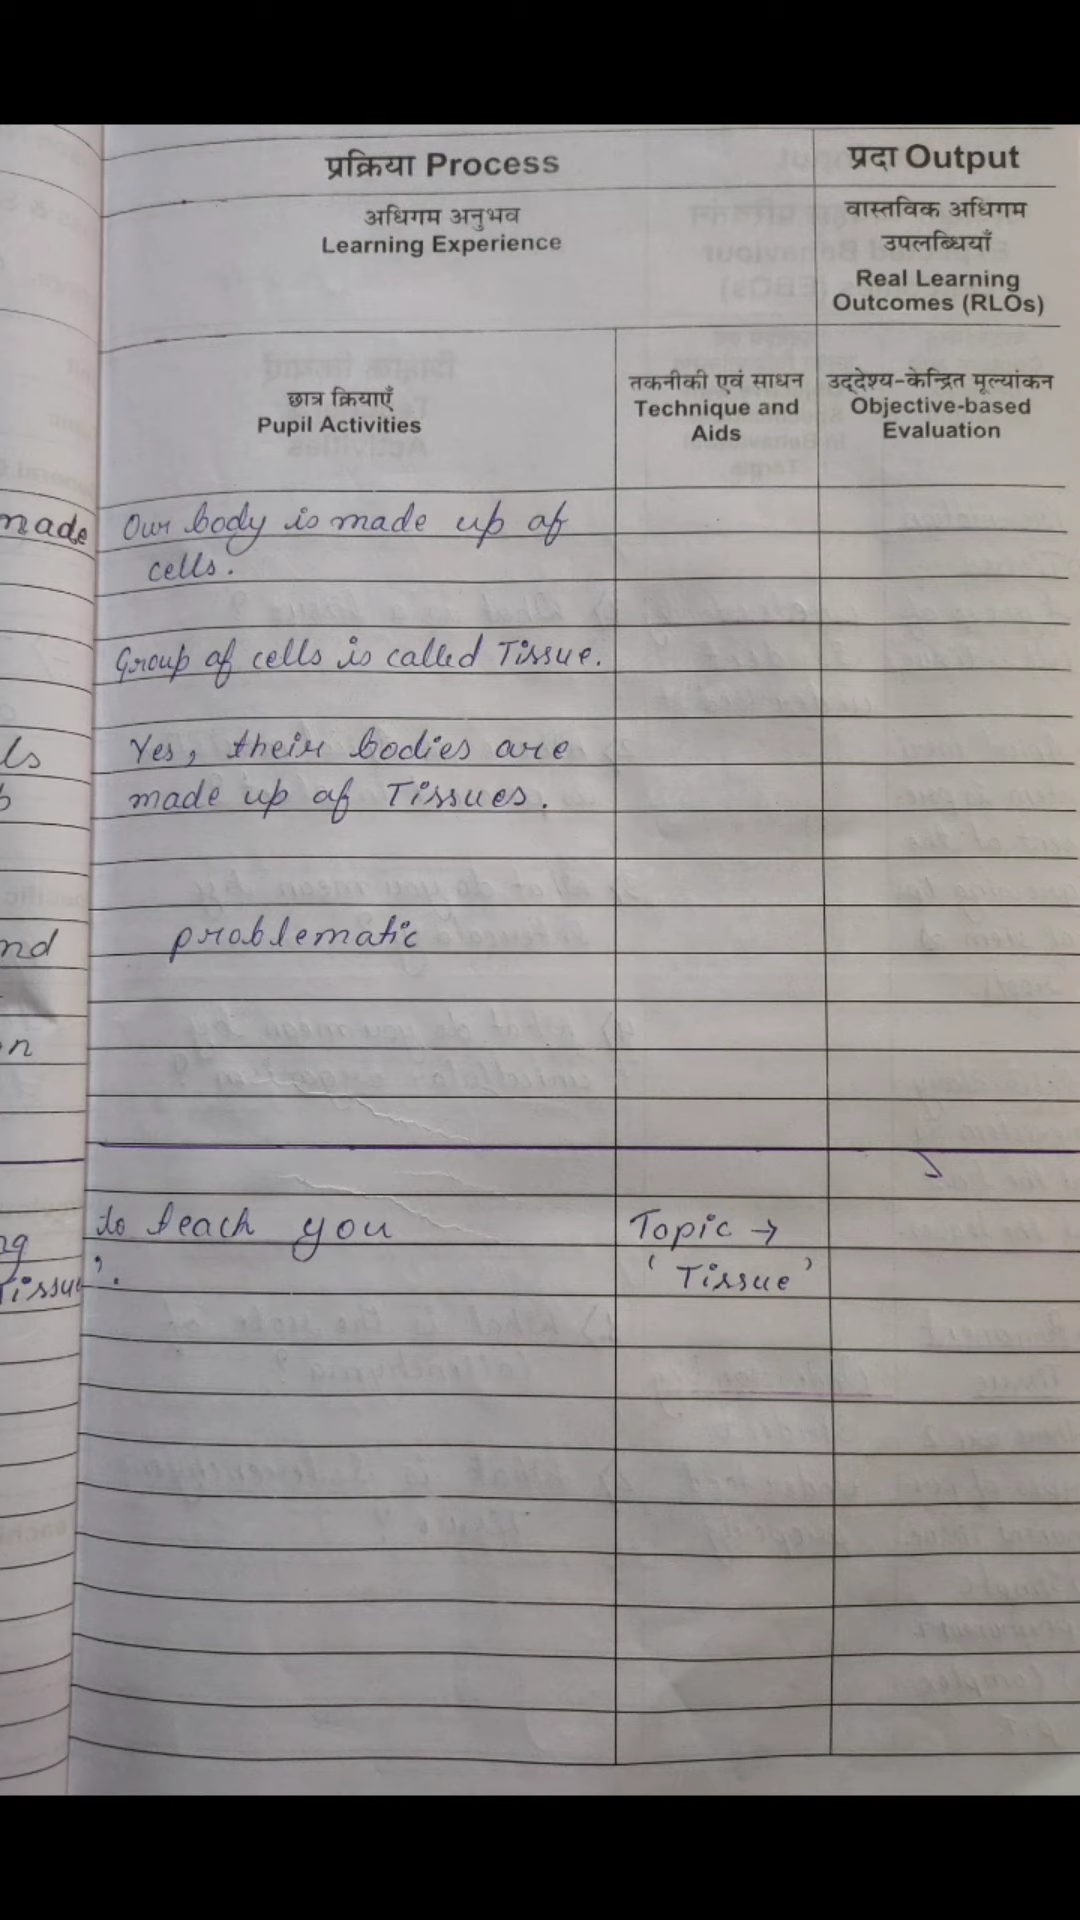 प्रक्रिया Process
प्रदा Output
अधिगम अनुभव
Learning Experience
वास्तविक अधिगम
उपलब्धियाँ
Real Learning
Outcomes (RLOs)
छात्र क्रियाएँ
Pupil Activities
तकनीकी एवं साधन
Technique and
Aids
उद्देश्य-केन्द्रित मूल्यांकन
Objective-based
Evaluation
made
Our body is made up of
cells.
Group of cells is called Tissue.
ls
Yes, their bodies are
made up of Tissues.
nd
problematic
on
to teach you
Topic →
ng
Tissue'.
'Tissue'